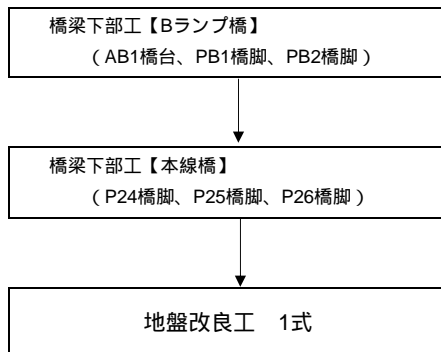 橋梁下部工【Bランプ橋】
（AB1橋台、PB1橋脚、PB2橋脚）
橋梁下部工【本線橋】
（P24橋脚、P25橋脚、P26橋脚）
地盤改良工　1式